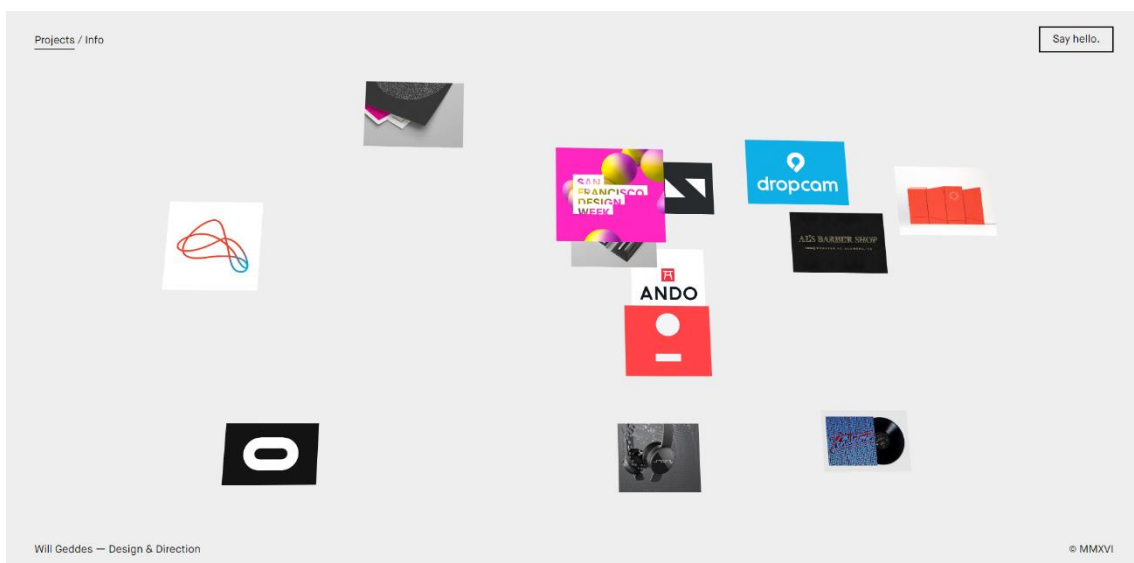 Projects / Info
Say hello.
SAN
FRANCISCO
DESIGN
WEEK
dropcam
AL'S BARBER SHOP
ANDO
Will Geddes — Design & Direction
© MMXVI